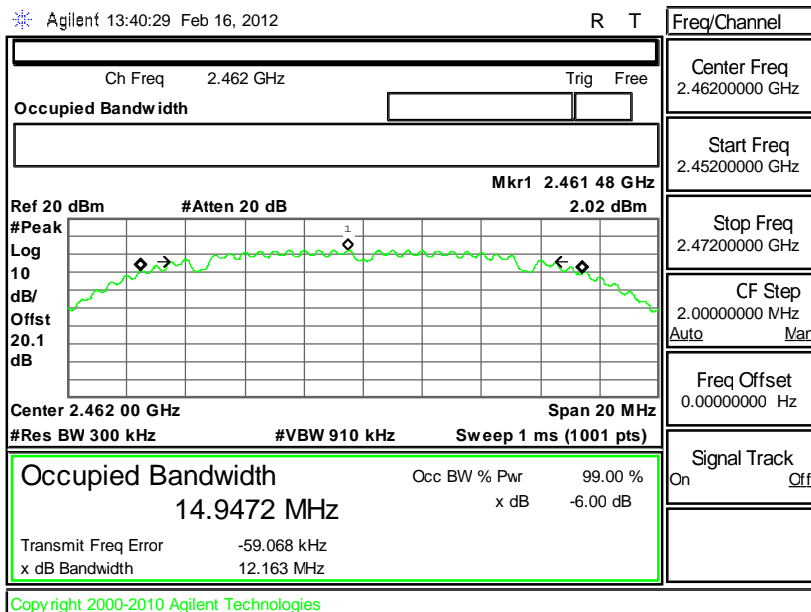 Agilent 13:40:29 Feb 16, 2012 R T
Freq/Channel
Ch Freq 2.462 GHz Trig Free
Occupied Bandwidth
Center Freq
2.46200000 GHz
Start Freq
2.45200000 GHz
Stop Freq
2.47200000 GHz
CF Step
2.00000000 MHz
Auto Man
Freq Offset
0.00000000 Hz
Signal Track
On Off
Mkr1 2.461 48 GHz
Ref 20 dBm #Atten 20 dB 2.02 dBm
#Peak
Log
10
dB/
Offst
20.1
dB
1
Center 2.462 00 GHz Span 20 MHz
#Res BW 300 kHz #VBW 910 kHz Sweep 1 ms (1001 pts)
Occupied Bandwidth
14.9472 MHz
Occ BW % Pwr 99.00 %
x dB -6.00 dB
Transmit Freq Error -59.068 kHz
x dB Bandwidth 12.163 MHz
Copyright 2000-2010 Agilent Technologies